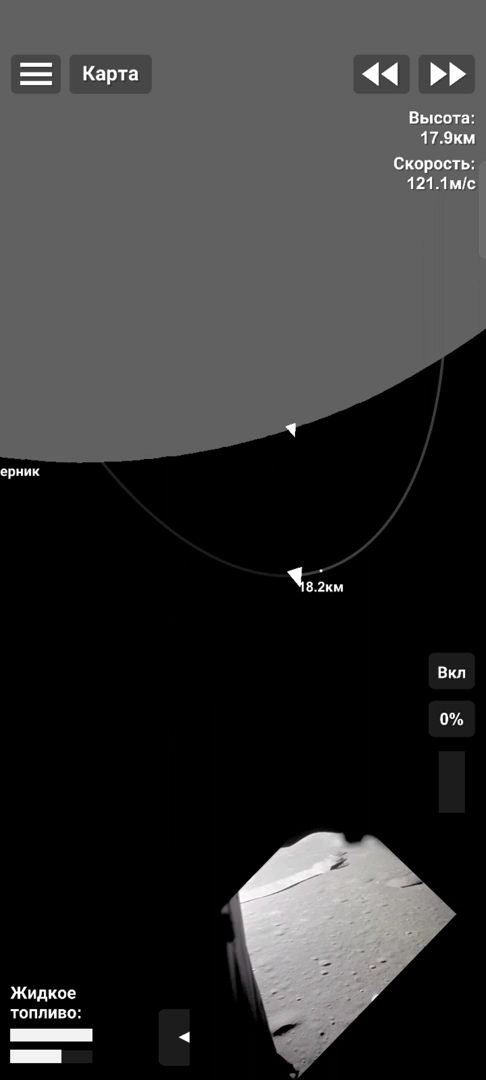 Карта
Высота:
17.9км
Скорость:
121.1м/с
ерник
18.2км
Вкл
0%
Жидкое
топливо: